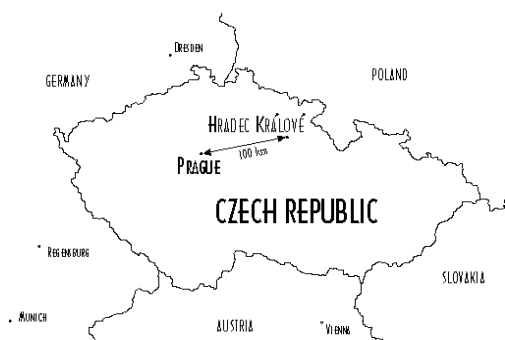 Dresden
GERMANY
POLAND
HRADEC KRÁLOVÉ
100 km
PRAGUE
CZECH REPUBLIC
REGENSBURG
SLOVAKIA
MUNICH
AUSTRIA
VIENNA